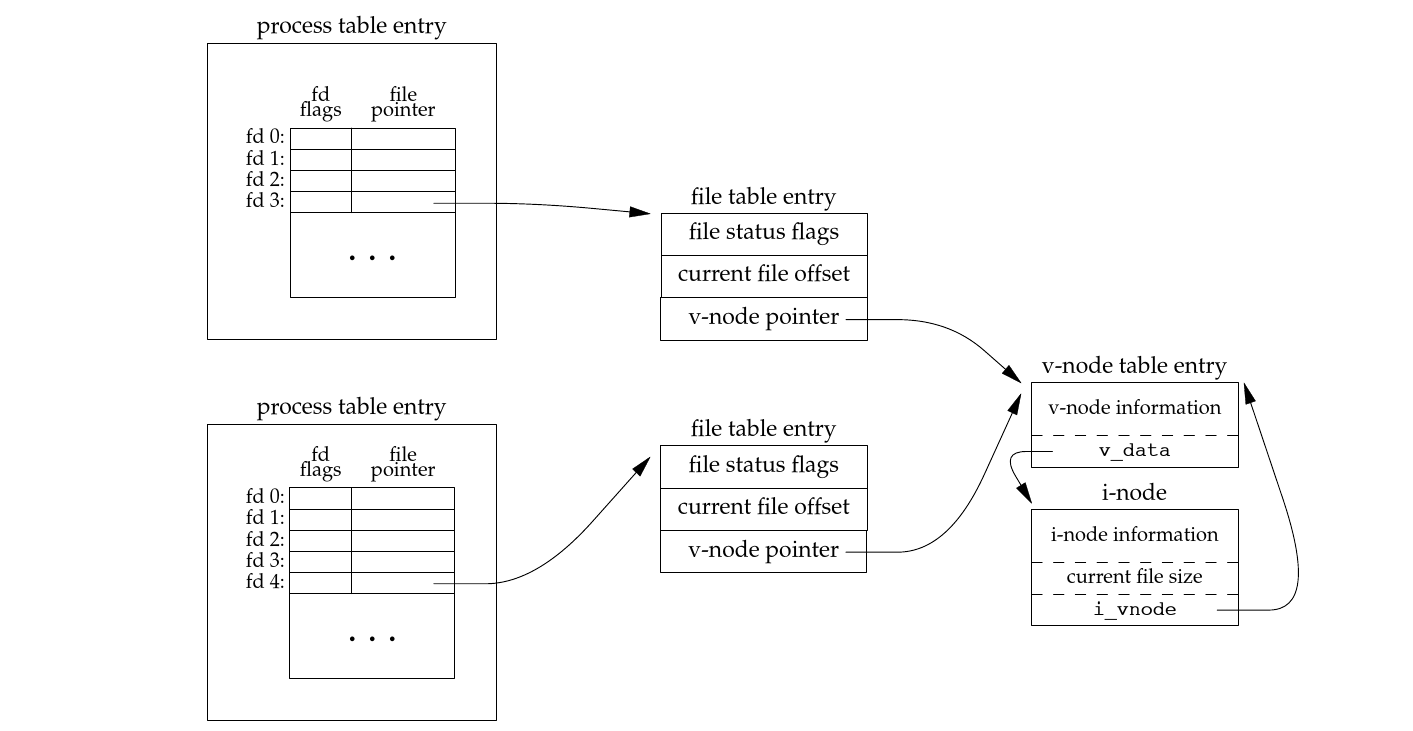 process table entry
fd file
flags pointer
fd 0:
fd 1:
fd 2:
fd 3:
. . .
file table entry
file status flags
current file offset
v-node pointer
v-node table entry
v-node information
v_data
i-node
i-node information
current file size
i_vnode
process table entry
fd file
flags pointer
fd 0:
fd 1:
fd 2:
fd 3:
fd 4:
. . .
file table entry
file status flags
current file offset
v-node pointer